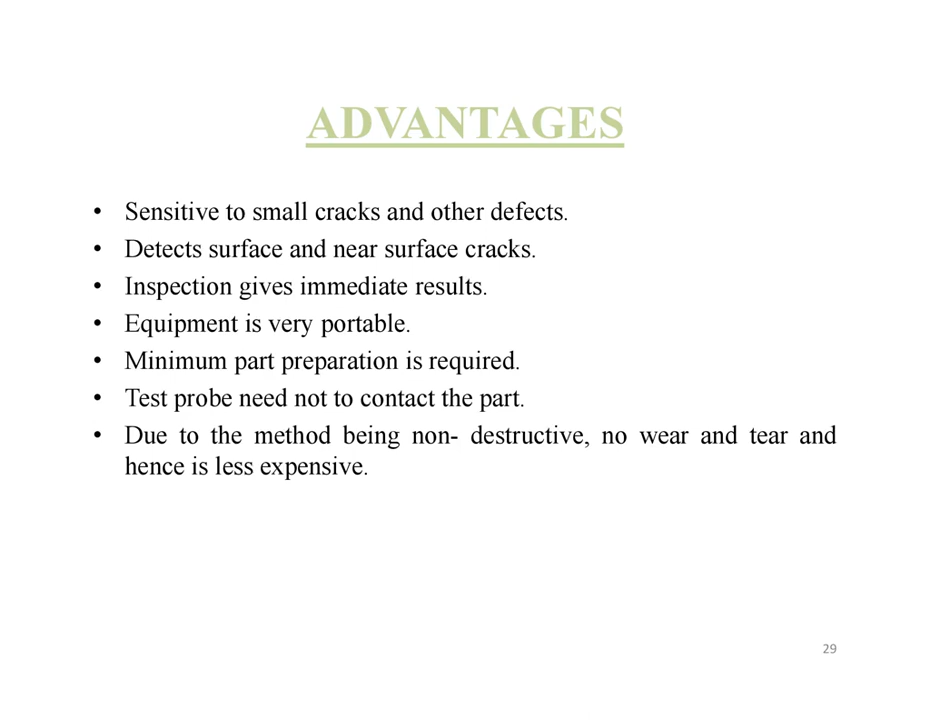 ADVANTAGES
• Sensitive to small cracks and other defects.
• Detects surface and near surface cracks.
• Inspection gives immediate results.
• Equipment is very portable.
• Minimum part preparation is required.
• Test probe need not to contact the part.
• Due to the method being non- destructive, no wear and tear and
hence is less expensive.
29